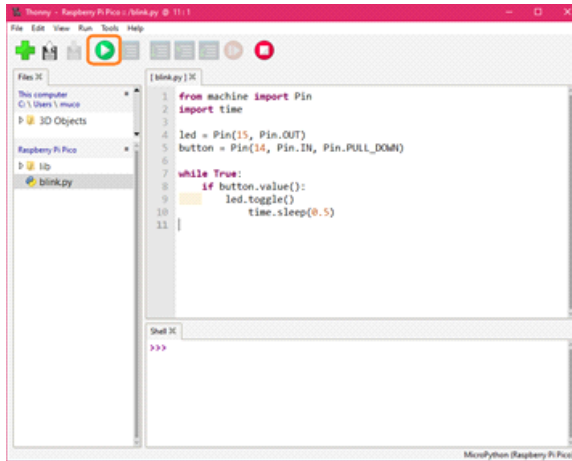 Thonny - Raspberry Pi Pico :: /blink.py @ 11:1
File Edit View Run Tools Help
Files
This computer
C: \ Users \ muco
3D Objects
Raspberry Pi Pico
lib
blink.py
[ blink.py ]
1 from machine import Pin
2 import time
3
4 led = Pin(15, Pin.OUT)
5 button = Pin(14, Pin.IN, Pin.PULL_DOWN)
6
7 while True:
8     if button.value():
9         led.toggle()
10             time.sleep(0.5)
11
Shell
>>>
MicroPython (Raspberry Pi Pico)